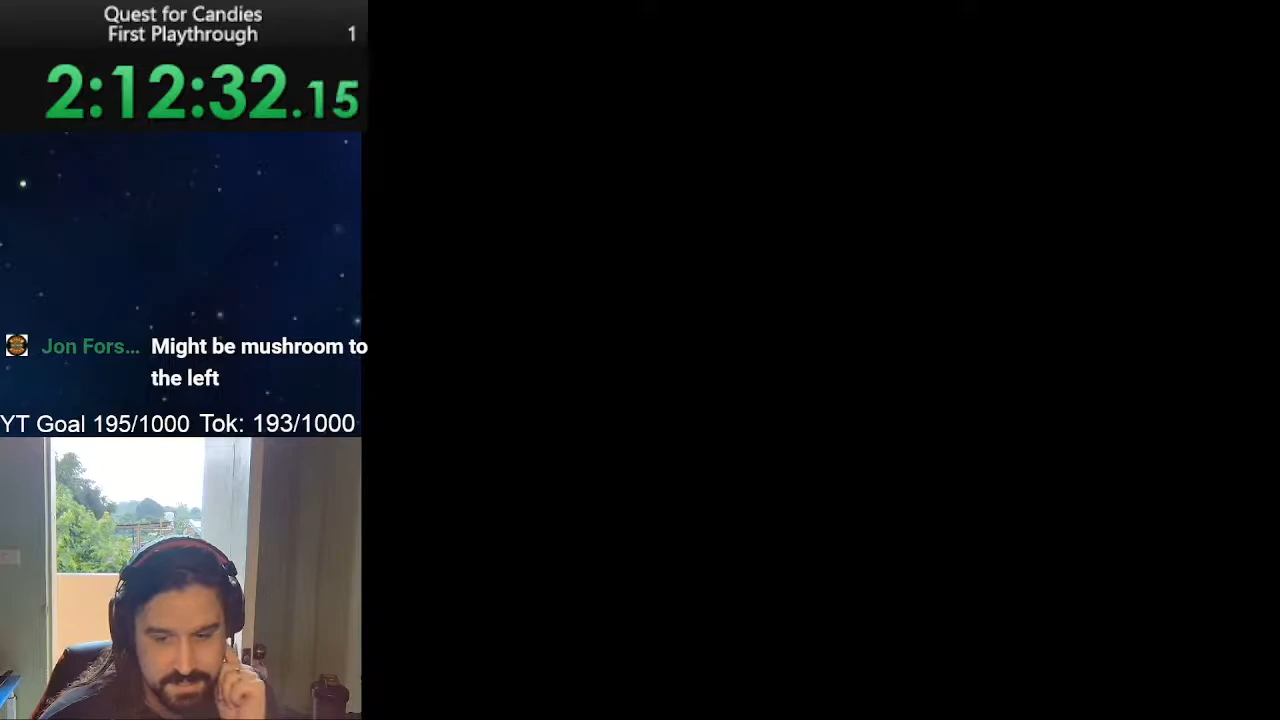 Quest for Candies
First Playthrough 1
2:12:32.15
Jon Fors... Might be mushroom to
the left
YT Goal 195/1000 Tok: 193/1000